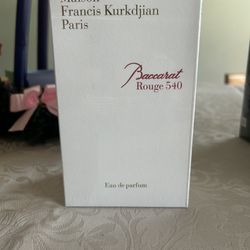 Maison
Francis Kurkdjian
Paris
Baccarat
Rouge 540
Eau de parfum